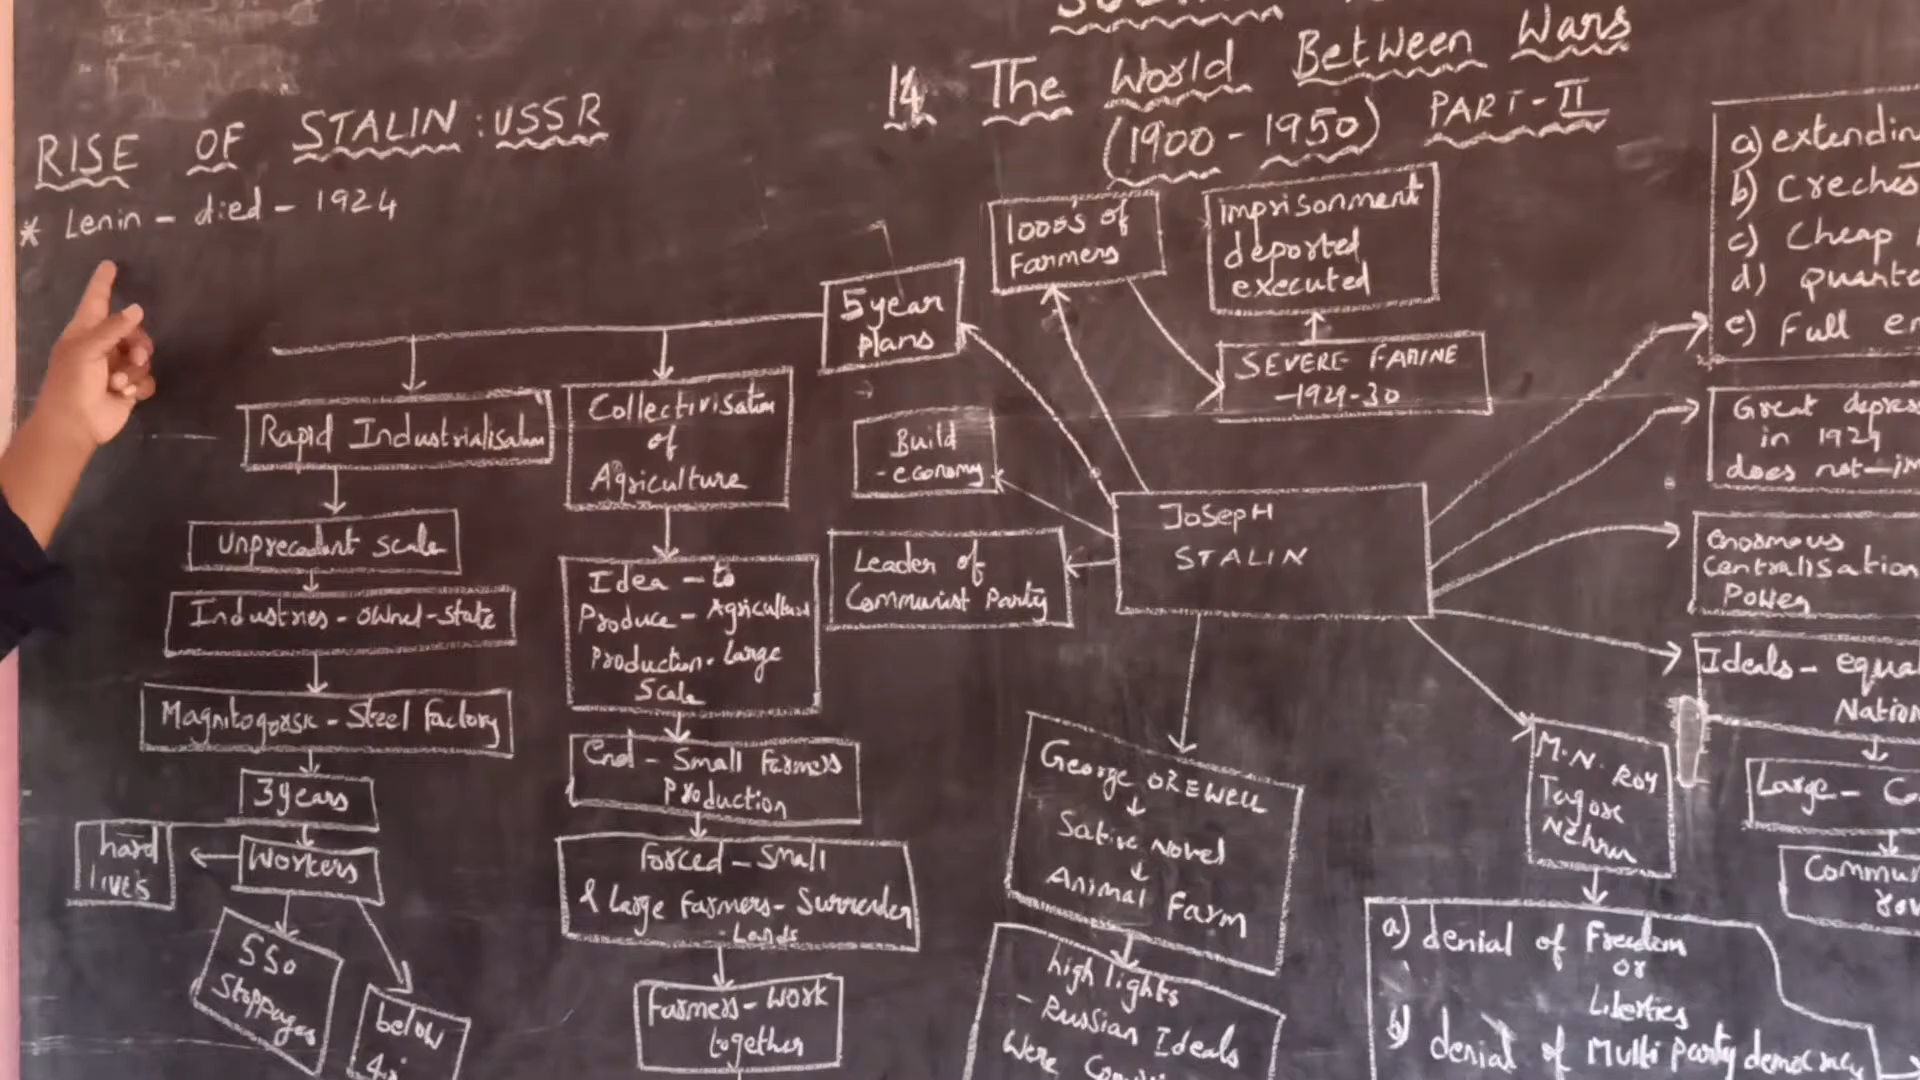 14 The World Between Wars
(1900 - 1950) PART-II
RISE OF STALIN : USSR
* Lenin - died - 1924
5 year
plans
Rapid Industrialisation
Unprecedent scale
Industries - owned - state
Magnitogorsk - Steel factory
3 years
Workers
hard
lives
550
Stoppages
below
Collectivisation
of
Agriculture
Idea - to
Produce - Agriculture
Production - large
Scale
End - Small Farmers
Production
Forced - Small
& large Farmers - Surrender
- Lands
Farmers - Work
together
1000's of
Farmers
imprisonment
deported
executed
SEVERE FAMINE
- 1929-30
Build
- economy
Leader of
Communist Party
JOSEPH
STALIN
George OREWELL
Satire Novel
Animal Farm
high lights
- Russian Ideals
Were
M.N. ROY
Tagore
Nehru
a) denial of Freedom
or
Liberties
b) denial of Multi party democracy
a) extendin
b) Creches
c) Cheap
d) quarte
e) Full en
Great depres
in 1929
does not - im
enormous
Centralisation
Power
Ideals - equa
Nation
Large - Co
Commun